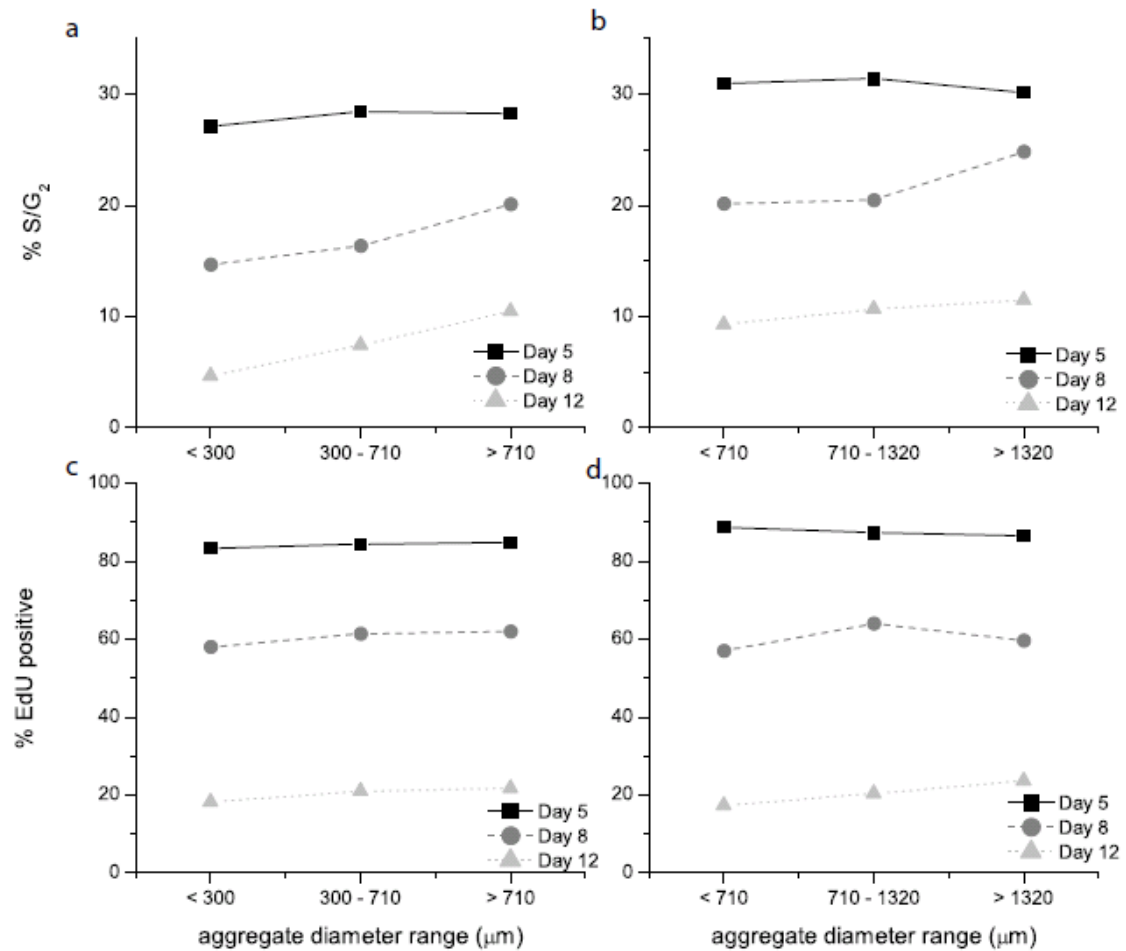 a
% S/G2
30
20
10
0
Day 5
Day 8
Day 12
< 300
300 - 710
> 710
b
30
20
10
0
Day 5
Day 8
Day 12
< 710
710 - 1320
> 1320
c
% EdU positive
100
80
60
40
20
0
Day 5
Day 8
Day 12
< 300
300 - 710
> 710
aggregate diameter range (μm)
d
100
80
60
40
20
0
Day 5
Day 8
Day 12
< 710
710 - 1320
> 1320
aggregate diameter range (μm)